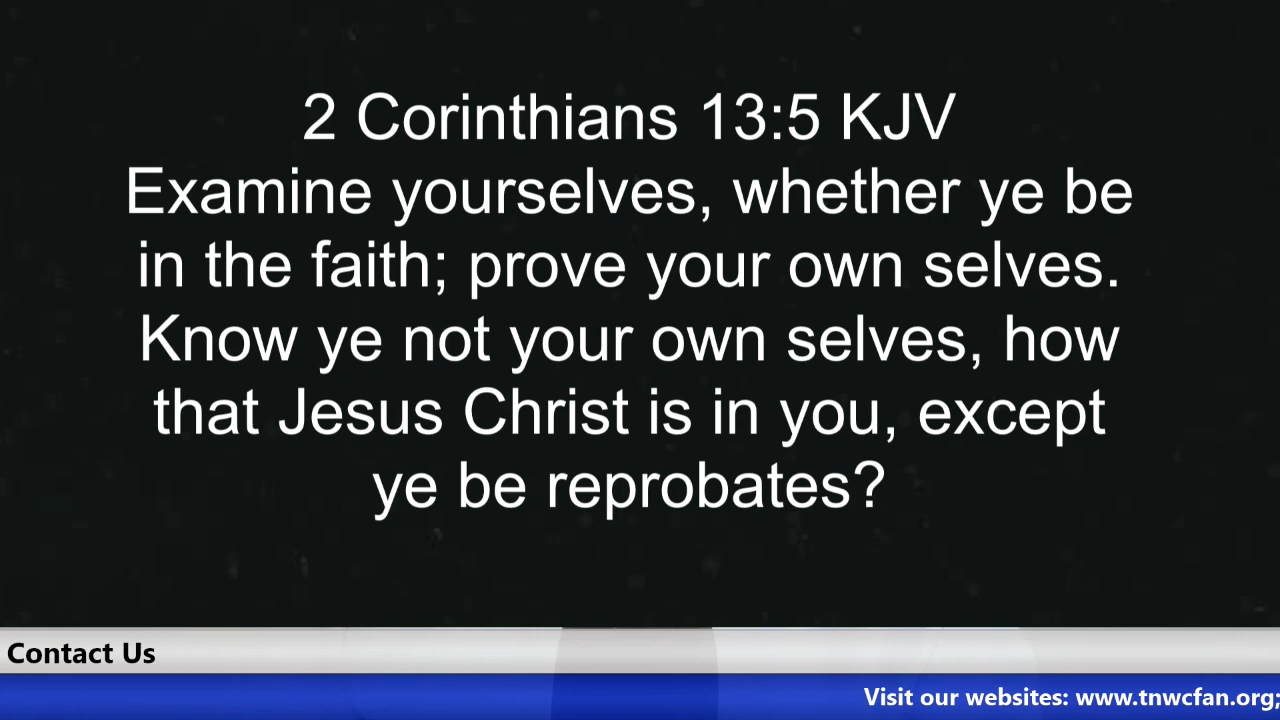 2 Corinthians 13:5 KJV
Examine yourselves, whether ye be
in the faith; prove your own selves.
Know ye not your own selves, how
that Jesus Christ is in you, except
ye be reprobates?
Contact Us
Visit our websites: www.tnwcfan.org;